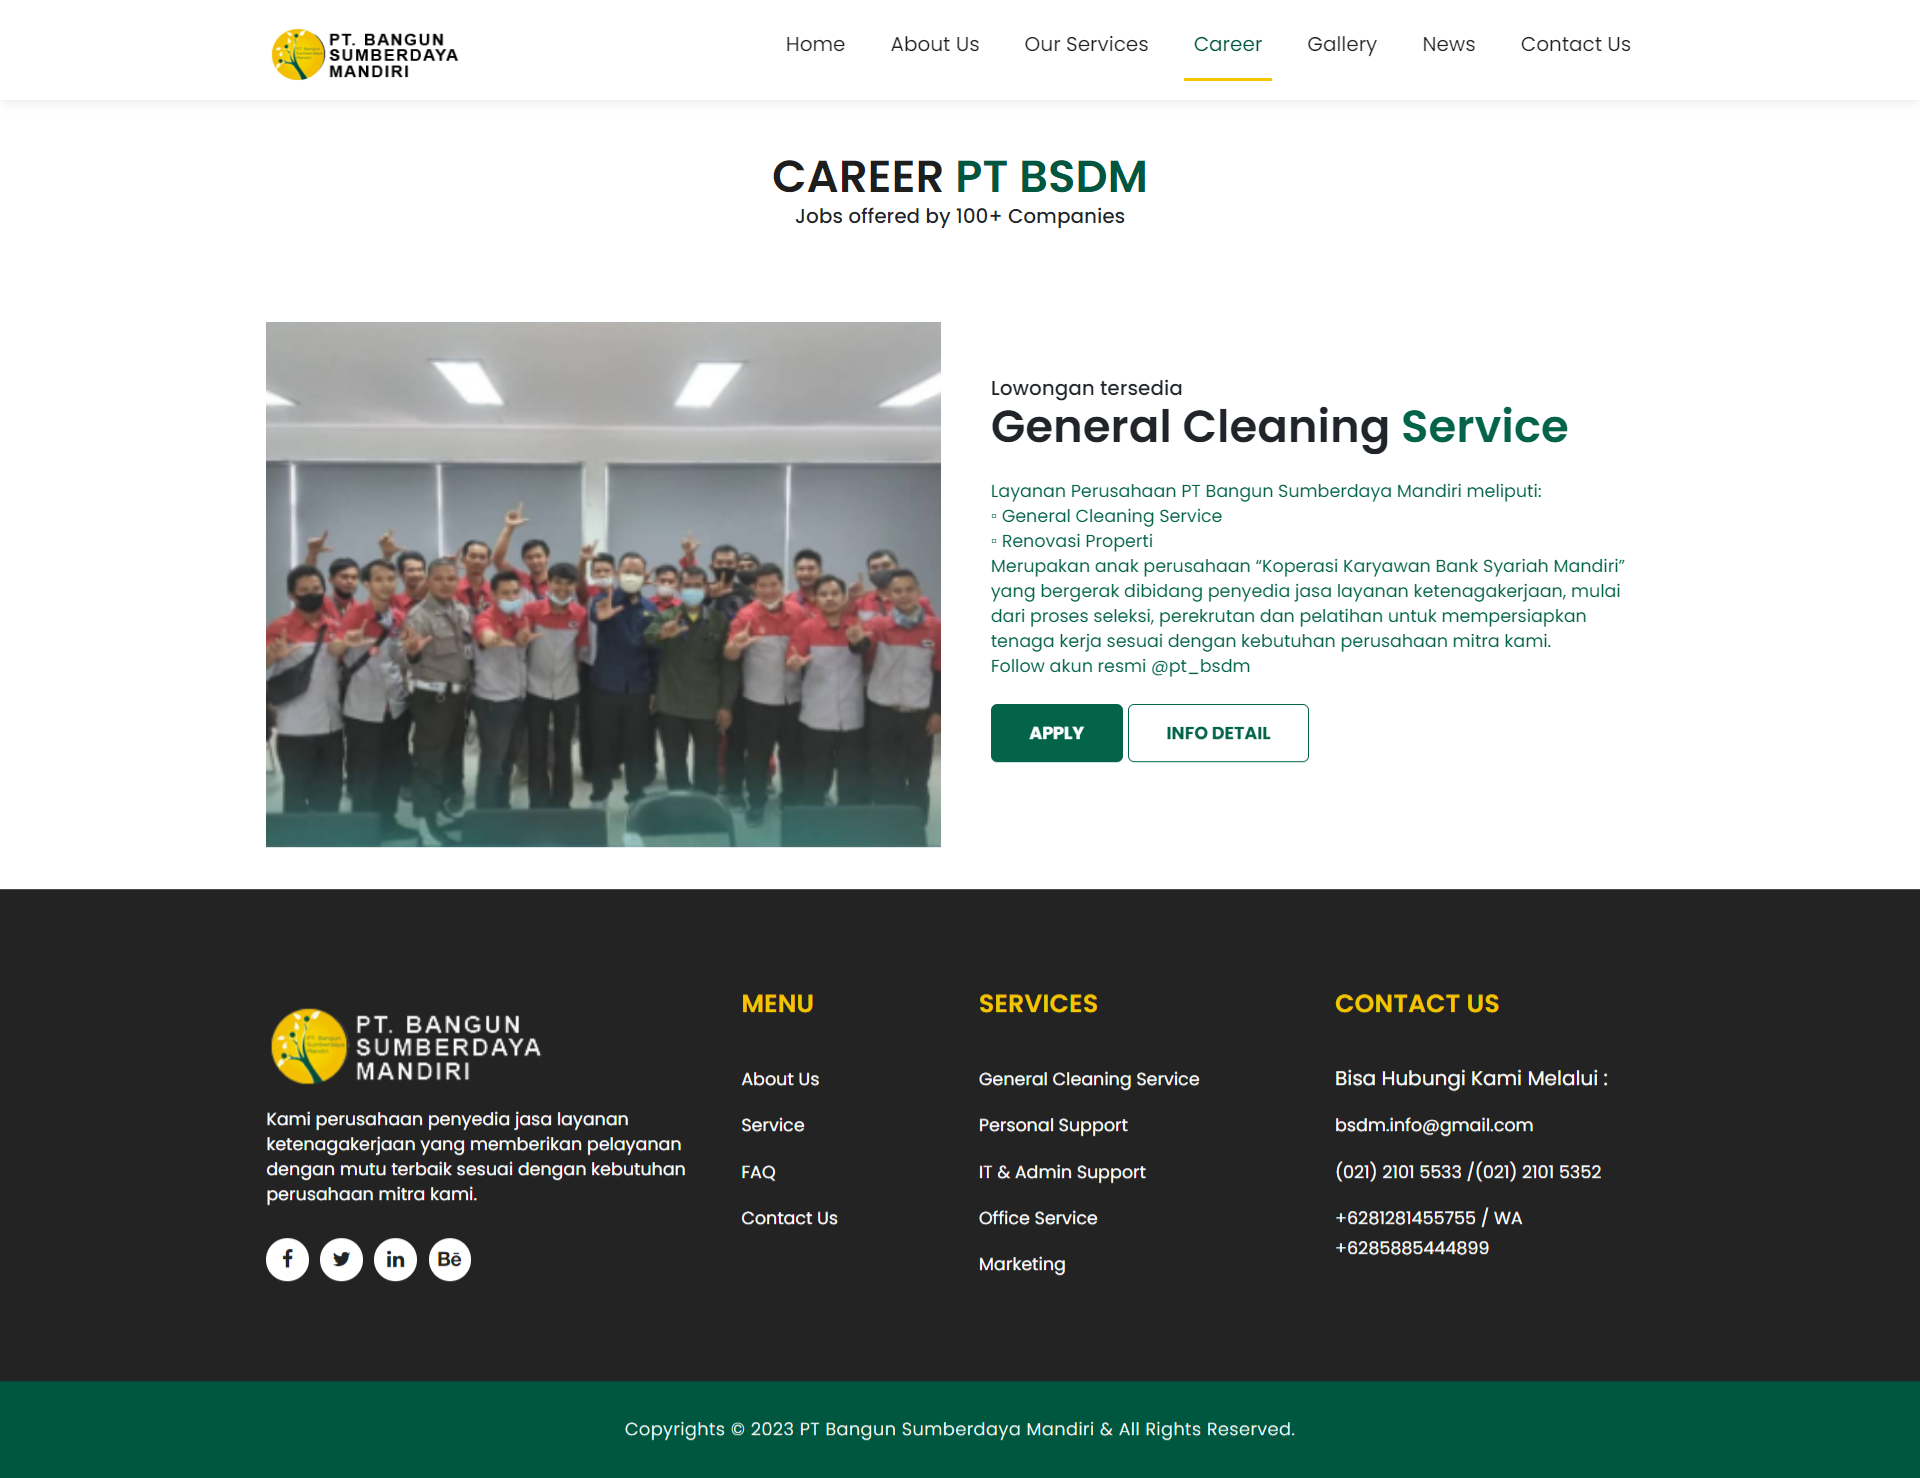 PT. BANGUN
SUMBERDAYA
MANDIRI
Home About Us Our Services Career Gallery News Contact Us
CAREER PT BSDM
Jobs offered by 100+ Companies
Lowongan tersedia
General Cleaning Service
Layanan Perusahaan PT Bangun Sumberdaya Mandiri meliputi:
▫ General Cleaning Service
▫ Renovasi Properti
Merupakan anak perusahaan “Koperasi Karyawan Bank Syariah Mandiri”
yang bergerak dibidang penyedia jasa layanan ketenagakerjaan, mulai
dari proses seleksi, perekrutan dan pelatihan untuk mempersiapkan
tenaga kerja sesuai dengan kebutuhan perusahaan mitra kami.
Follow akun resmi @pt_bsdm
APPLY INFO DETAIL
PT. BANGUN
SUMBERDAYA
MANDIRI
Kami perusahaan penyedia jasa layanan
ketenagakerjaan yang memberikan pelayanan
dengan mutu terbaik sesuai dengan kebutuhan
perusahaan mitra kami.
MENU
About Us
Service
FAQ
Contact Us
SERVICES
General Cleaning Service
Personal Support
IT & Admin Support
Office Service
Marketing
CONTACT US
Bisa Hubungi Kami Melalui :
bsdm.info@gmail.com
(021) 2101 5533 /(021) 2101 5352
+6281281455755 / WA
+6285885444899
Copyrights © 2023 PT Bangun Sumberdaya Mandiri & All Rights Reserved.